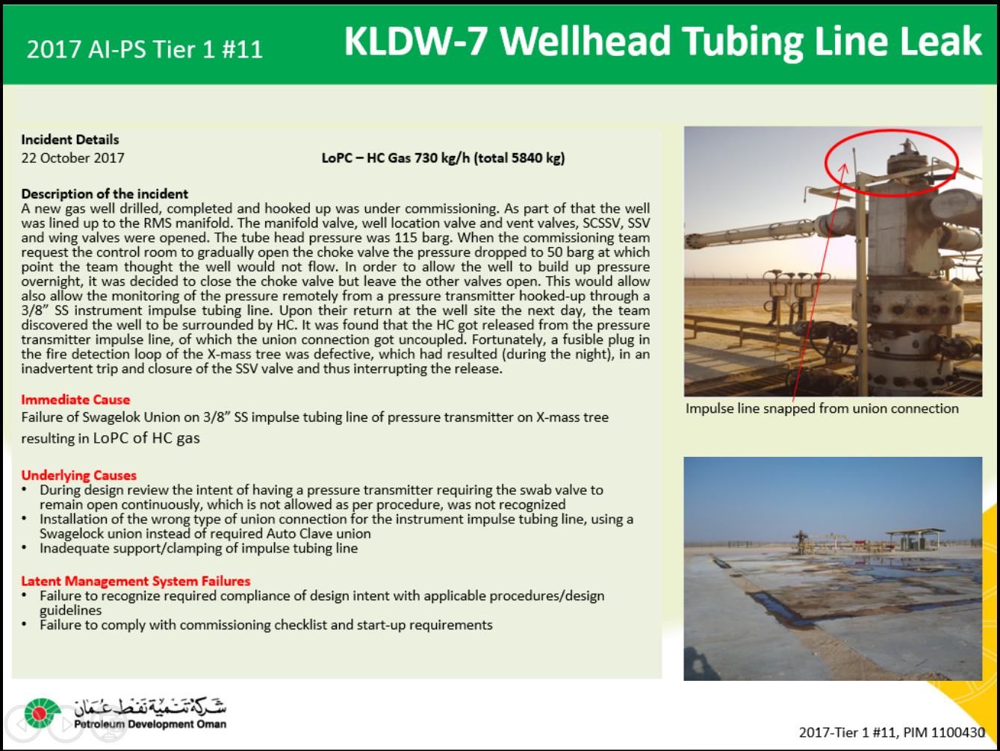 2017 AI-PS Tier 1 #11
KLDW-7 Wellhead Tubing Line Leak
Incident Details
22 October 2017
LoPC – HC Gas 730 kg/h (total 5840 kg)
Description of the incident
A new gas well drilled, completed and hooked up was under commissioning. As part of that the well
was lined up to the RMS manifold. The manifold valve, well location valve and vent valves, SCSSV, SSV
and wing valves were opened. The tube head pressure was 115 barg. When the commissioning team
request the control room to gradually open the choke valve the pressure dropped to 50 barg at which
point the team thought the well would not flow. In order to allow the well to build up pressure
overnight, it was decided to close the choke valve but leave the other valves open. This would allow
also allow the monitoring of the pressure remotely from a pressure transmitter hooked-up through a
3/8” SS instrument impulse tubing line. Upon their return at the well site the next day, the team
discovered the well to be surrounded by HC. It was found that the HC got released from the pressure
transmitter impulse line, of which the union connection got uncoupled. Fortunately, a fusible plug in
the fire detection loop of the X-mass tree was defective, which had resulted (during the night), in an
inadvertent trip and closure of the SSV valve and thus interrupting the release.
Immediate Cause
Failure of Swagelok Union on 3/8” SS impulse tubing line of pressure transmitter on X-mass tree
resulting in LoPC of HC gas
Underlying Causes
• During design review the intent of having a pressure transmitter requiring the swab valve to
remain open continuously, which is not allowed as per procedure, was not recognized
• Installation of the wrong type of union connection for the instrument impulse tubing line, using a
Swagelock union instead of required Auto Clave union
• Inadequate support/clamping of impulse tubing line
Latent Management System Failures
• Failure to recognize required compliance of design intent with applicable procedures/design
guidelines
• Failure to comply with commissioning checklist and start-up requirements
Impulse line snapped from union connection
شركة تنمية نفط عمان
Petroleum Development Oman
2017-Tier 1 #11, PIM 1100430